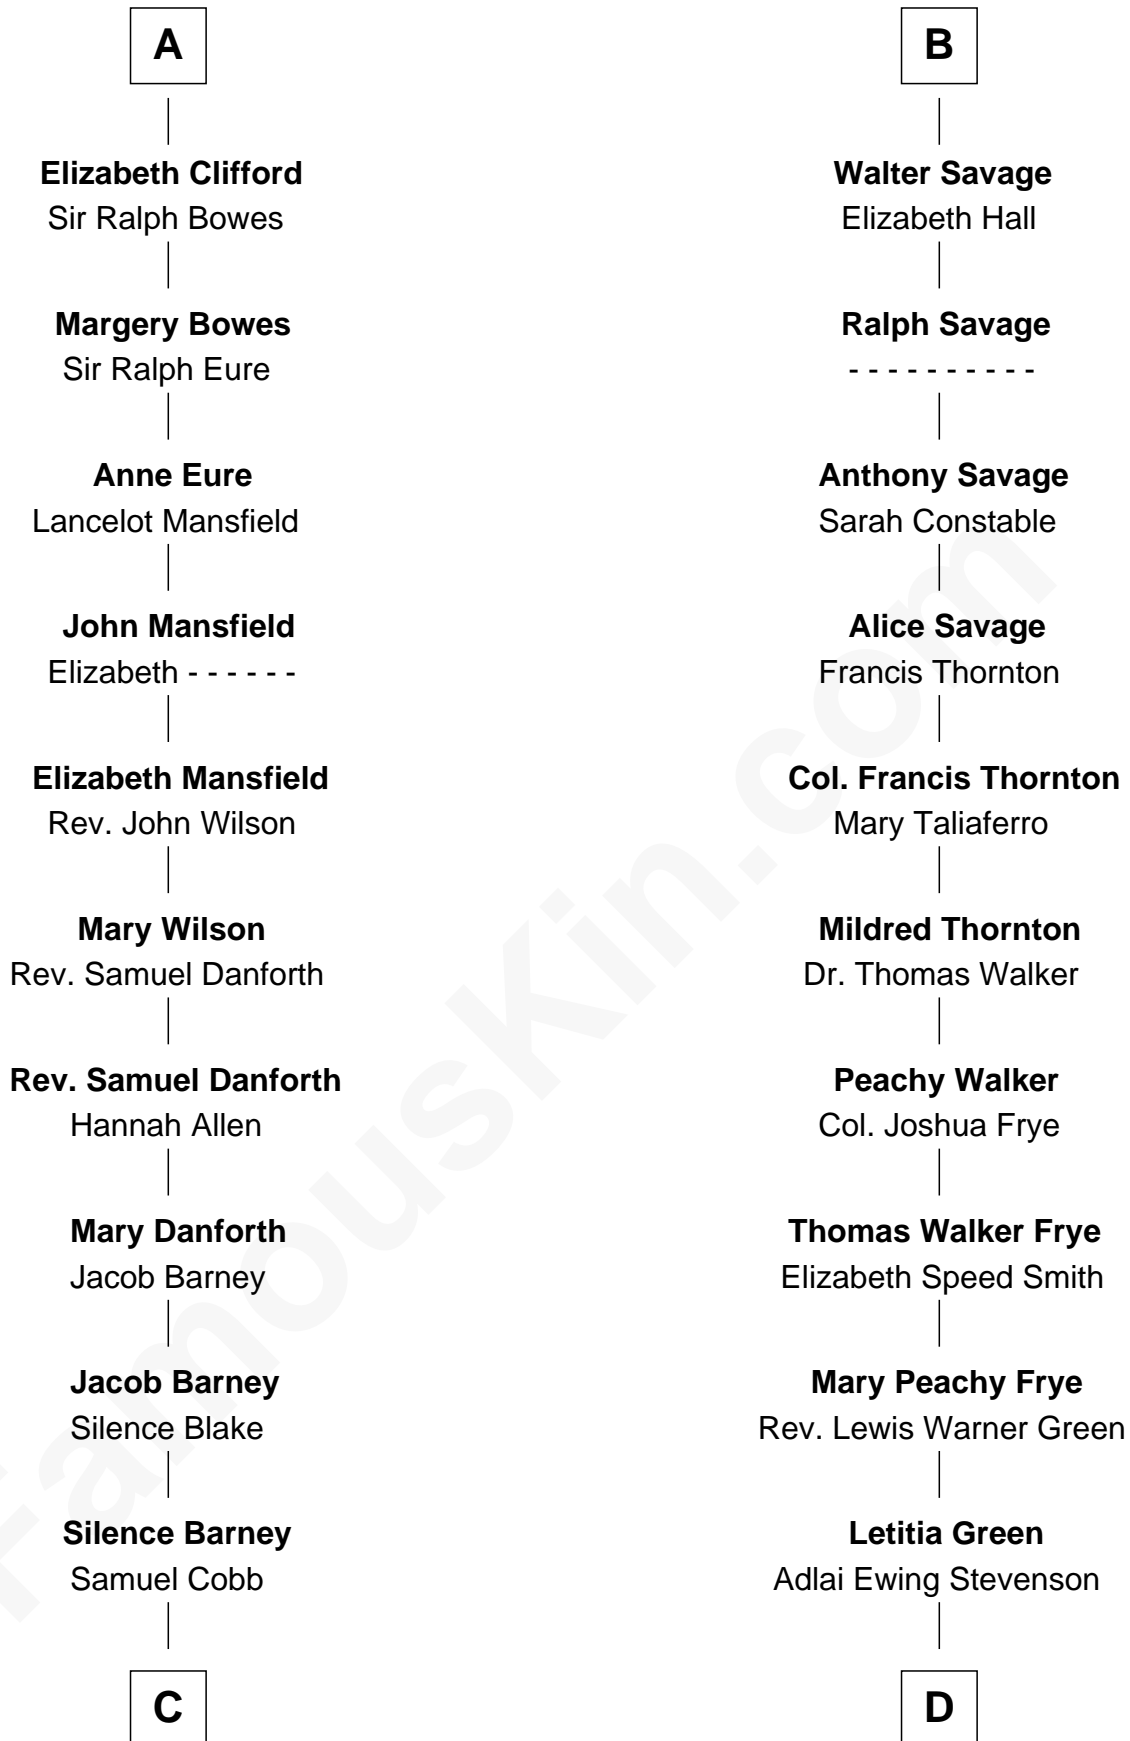 A
Elizabeth Clifford
Sir Ralph Bowes
Margery Bowes
Sir Ralph Eure
Anne Eure
Lancelot Mansfield
John Mansfield
Elizabeth - - - - - -
Elizabeth Mansfield
Rev. John Wilson
Mary Wilson
Rev. Samuel Danforth
Rev. Samuel Danforth
Hannah Allen
Mary Danforth
Jacob Barney
Jacob Barney
Silence Blake
Silence Barney
Samuel Cobb
C
B
Walter Savage
Elizabeth Hall
Ralph Savage
- - - - - - - - - -
Anthony Savage
Sarah Constable
Alice Savage
Francis Thornton
Col. Francis Thornton
Mary Taliaferro
Mildred Thornton
Dr. Thomas Walker
Peachy Walker
Col. Joshua Frye
Thomas Walker Frye
Elizabeth Speed Smith
Mary Peachy Frye
Rev. Lewis Warner Green
Letitia Green
Adlai Ewing Stevenson
D
FamousKin.com